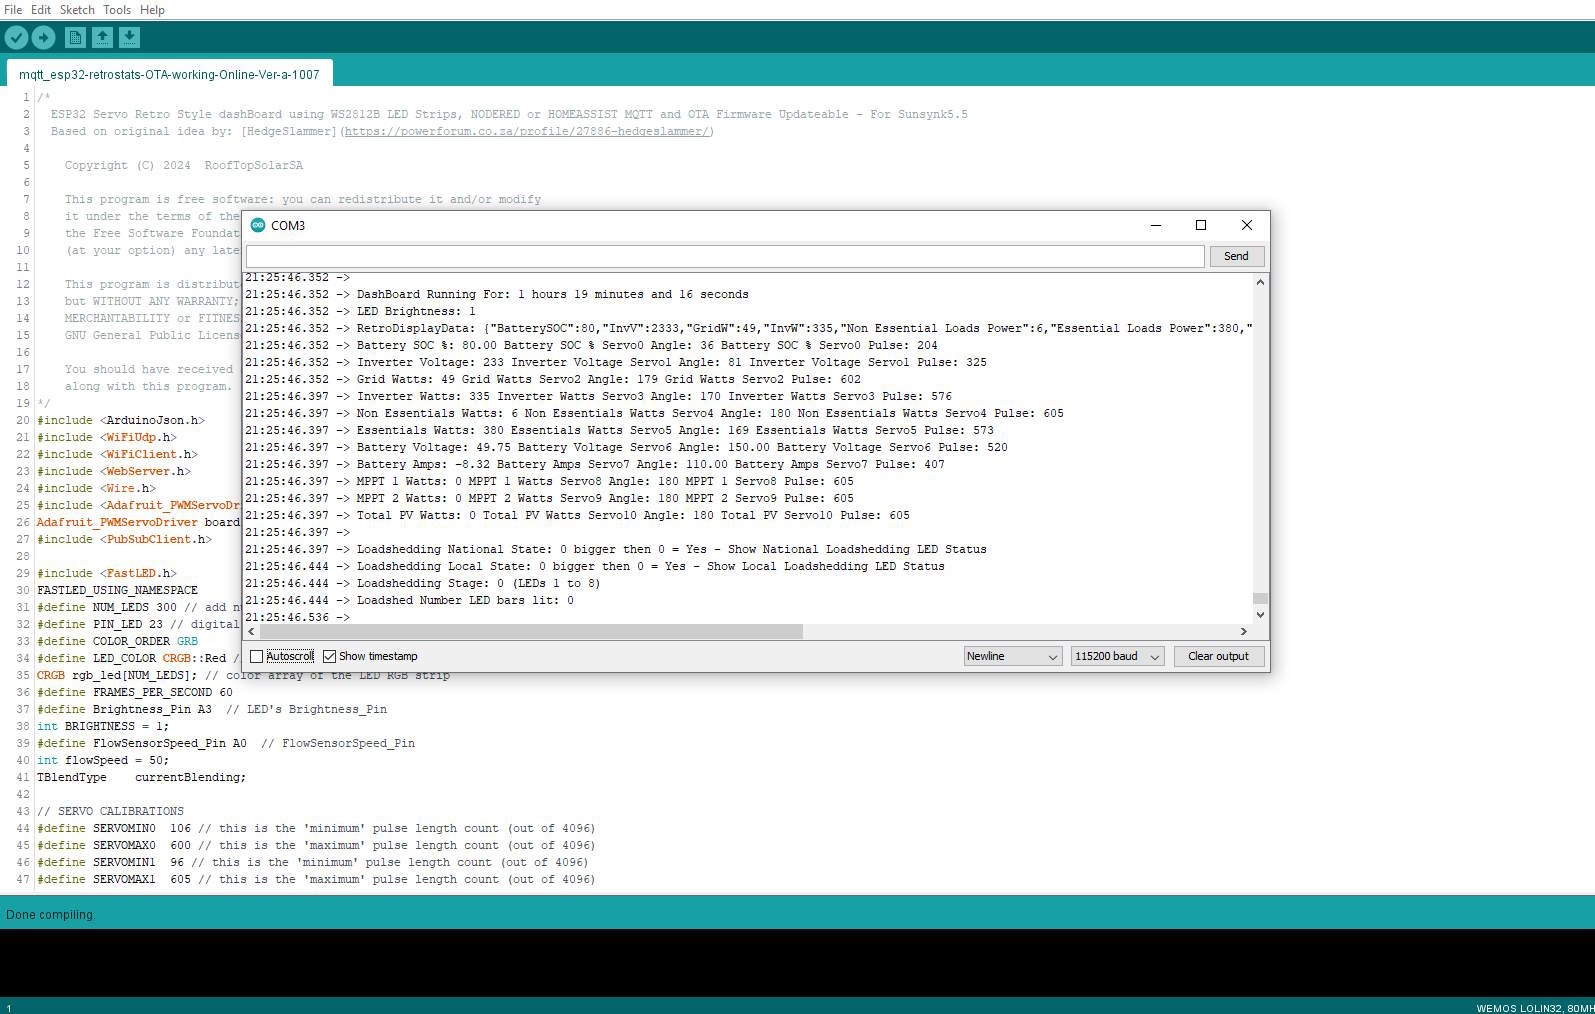 File Edit Sketch Tools Help
mqtt_esp32-retrostats-OTA-working-Online-Ver-a-1007
1 /*
2 ESP32 Servo Retro Style dashBoard using WS2812B LED Strips, NODERED or HOMEASSIST MQTT and OTA Firmware Updateable - For Sunsynk5.5
3 Based on original idea by: [HedgeSlammer](https://powerforum.co.za/profile/27886-hedgeslammer/)
4
5 Copyright (C) 2024 RoofTopSolarSA
6
7 This program is free software: you can redistribute it and/or modify
8 it under the terms of the
9 the Free Software Foundat
10 (at your option) any late
11
12 This program is distribut
13 but WITHOUT ANY WARRANTY;
14 MERCHANTABILITY or FITNES
15 GNU General Public Licens
16
17 You should have received
18 along with this program.
19 */
20 #include <ArduinoJson.h>
21 #include <WiFiUdp.h>
22 #include <WiFiClient.h>
23 #include <WebServer.h>
24 #include <Wire.h>
25 #include <Adafruit_PWMServoDr
26 Adafruit_PWMServoDriver board
27 #include <PubSubClient.h>
28
29 #include <FastLED.h>
30 FASTLED_USING_NAMESPACE
31 #define NUM_LEDS 300 // add n
32 #define PIN_LED 23 // digital
33 #define COLOR_ORDER GRB
34 #define LED_COLOR CRGB::Red /
35 CRGB rgb_led[NUM_LEDS]; // color array of the LED RGB strip
36 #define FRAMES_PER_SECOND 60
37 #define Brightness_Pin A3 // LED's Brightness_Pin
38 int BRIGHTNESS = 1;
39 #define FlowSensorSpeed_Pin A0 // FlowSensorSpeed_Pin
40 int flowSpeed = 50;
41 TBlendType currentBlending;
42
43 // SERVO CALIBRATIONS
44 #define SERVOMIN0 106 // this is the 'minimum' pulse length count (out of 4096)
45 #define SERVOMAX0 600 // this is the 'maximum' pulse length count (out of 4096)
46 #define SERVOMIN1 96 // this is the 'minimum' pulse length count (out of 4096)
47 #define SERVOMAX1 605 // this is the 'maximum' pulse length count (out of 4096)
COM3
Send
21:25:46.352 ->
21:25:46.352 -> DashBoard Running For: 1 hours 19 minutes and 16 seconds
21:25:46.352 -> LED Brightness: 1
21:25:46.352 -> RetroDisplayData: {"BatterySOC":80,"InvV":2333,"GridW":49,"InvW":335,"Non Essential Loads Power":6,"Essential Loads Power":380,"
21:25:46.352 -> Battery SOC %: 80.00 Battery SOC % Servo0 Angle: 36 Battery SOC % Servo0 Pulse: 204
21:25:46.352 -> Inverter Voltage: 233 Inverter Voltage Servo1 Angle: 81 Inverter Voltage Servo1 Pulse: 325
21:25:46.352 -> Grid Watts: 49 Grid Watts Servo2 Angle: 179 Grid Watts Servo2 Pulse: 602
21:25:46.397 -> Inverter Watts: 335 Inverter Watts Servo3 Angle: 170 Inverter Watts Servo3 Pulse: 576
21:25:46.397 -> Non Essentials Watts: 6 Non Essentials Watts Servo4 Angle: 180 Non Essentials Watts Servo4 Pulse: 605
21:25:46.397 -> Essentials Watts: 380 Essentials Watts Servo5 Angle: 169 Essentials Watts Servo5 Pulse: 573
21:25:46.397 -> Battery Voltage: 49.75 Battery Voltage Servo6 Angle: 150.00 Battery Voltage Servo6 Pulse: 520
21:25:46.397 -> Battery Amps: -8.32 Battery Amps Servo7 Angle: 110.00 Battery Amps Servo7 Pulse: 407
21:25:46.397 -> MPPT 1 Watts: 0 MPPT 1 Watts Servo8 Angle: 180 MPPT 1 Servo8 Pulse: 605
21:25:46.397 -> MPPT 2 Watts: 0 MPPT 2 Watts Servo9 Angle: 180 MPPT 2 Servo9 Pulse: 605
21:25:46.397 -> Total PV Watts: 0 Total PV Watts Servo10 Angle: 180 Total PV Servo10 Pulse: 605
21:25:46.397 ->
21:25:46.397 -> Loadshedding National State: 0 bigger then 0 = Yes - Show National Loadshedding LED Status
21:25:46.444 -> Loadshedding Local State: 0 bigger then 0 = Yes - Show Local Loadshedding LED Status
21:25:46.444 -> Loadshedding Stage: 0 (LEDs 1 to 8)
21:25:46.444 -> Loadshed Number LED bars lit: 0
21:25:46.536 ->
Autoscroll Show timestamp Newline 115200 baud Clear output
Done compiling.
1 WEMOS LOLIN32, 80MH